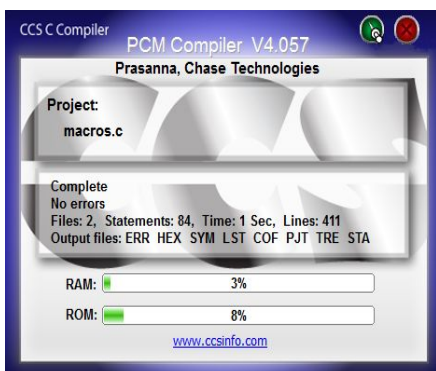 CCS C Compiler
PCM Compiler V4.057
Prasanna, Chase Technologies
Project:
macros.c
Complete
No errors
Files: 2, Statements: 84, Time: 1 Sec, Lines: 411
Output files: ERR HEX SYM LST COF PJT TRE STA
RAM: 3%
ROM: 8%
www.ccsinfo.com